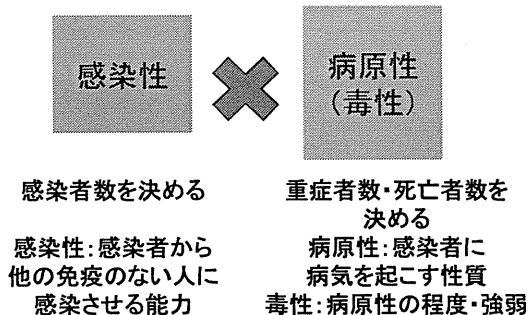 感染性
病原性
(毒性)
感染者数を決める
感染性:感染者から
他の免疫のない人に
感染させる能力
重症者数・死亡者数を
決める
病原性:感染者に
病気を起こす性質
毒性:病原性の程度・強弱